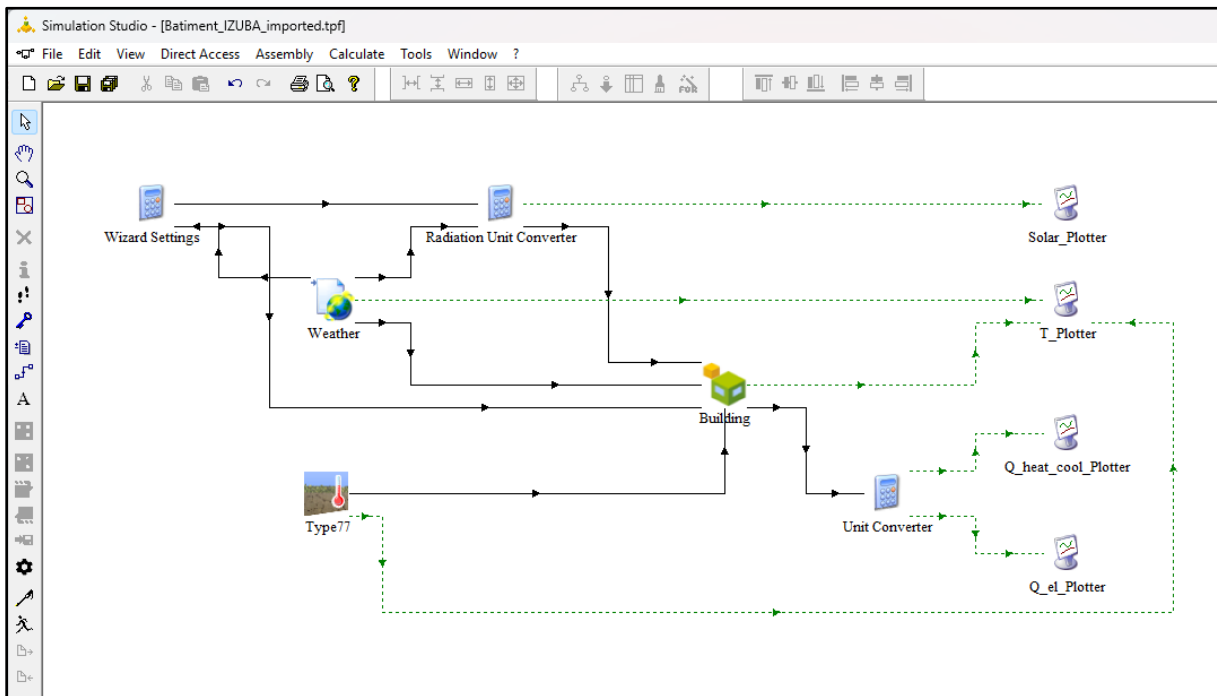 Simulation Studio - [Batiment_IZUBA_imported.tpf]
File Edit View Direct Access Assembly Calculate Tools Window ?
FOR
A
Wizard Settings
Radiation Unit Converter
Solar_Plotter
Weather
T_Plotter
Building
Q_heat_cool_Plotter
Type77
Unit Converter
Q_el_Plotter